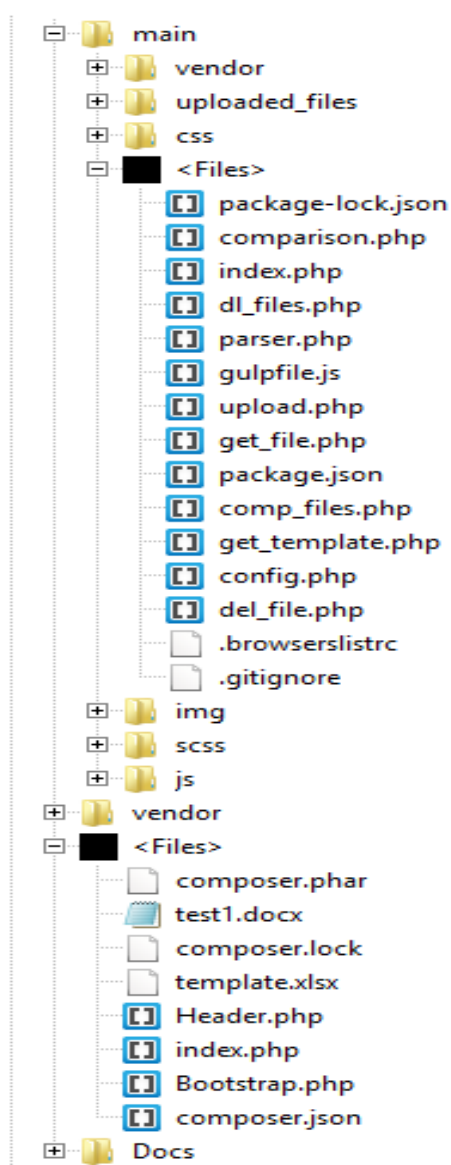 main
vendor
uploaded_files
css
<Files>
package-lock.json
comparison.php
index.php
dl_files.php
parser.php
gulpfile.js
upload.php
get_file.php
package.json
comp_files.php
get_template.php
config.php
del_file.php
.browserslistrc
.gitignore
img
scss
js
vendor
<Files>
composer.phar
test1.docx
composer.lock
template.xlsx
Header.php
index.php
Bootstrap.php
composer.json
Docs